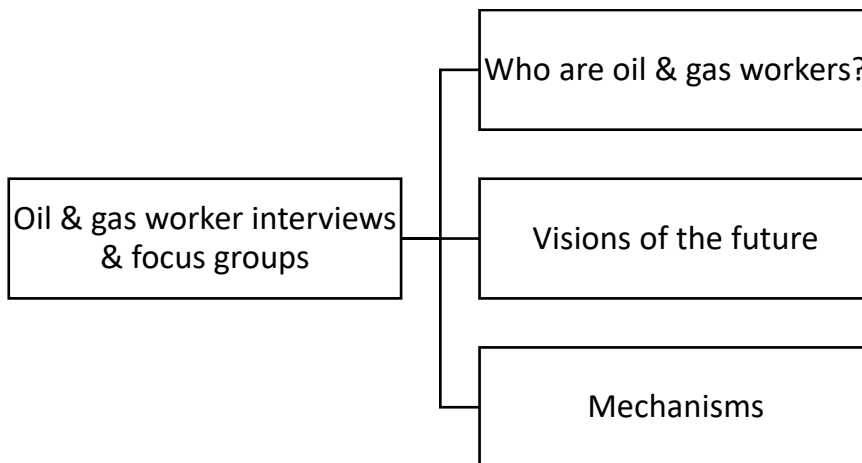 Who are oil & gas workers?
Oil & gas worker interviews
& focus groups
Visions of the future
Mechanisms